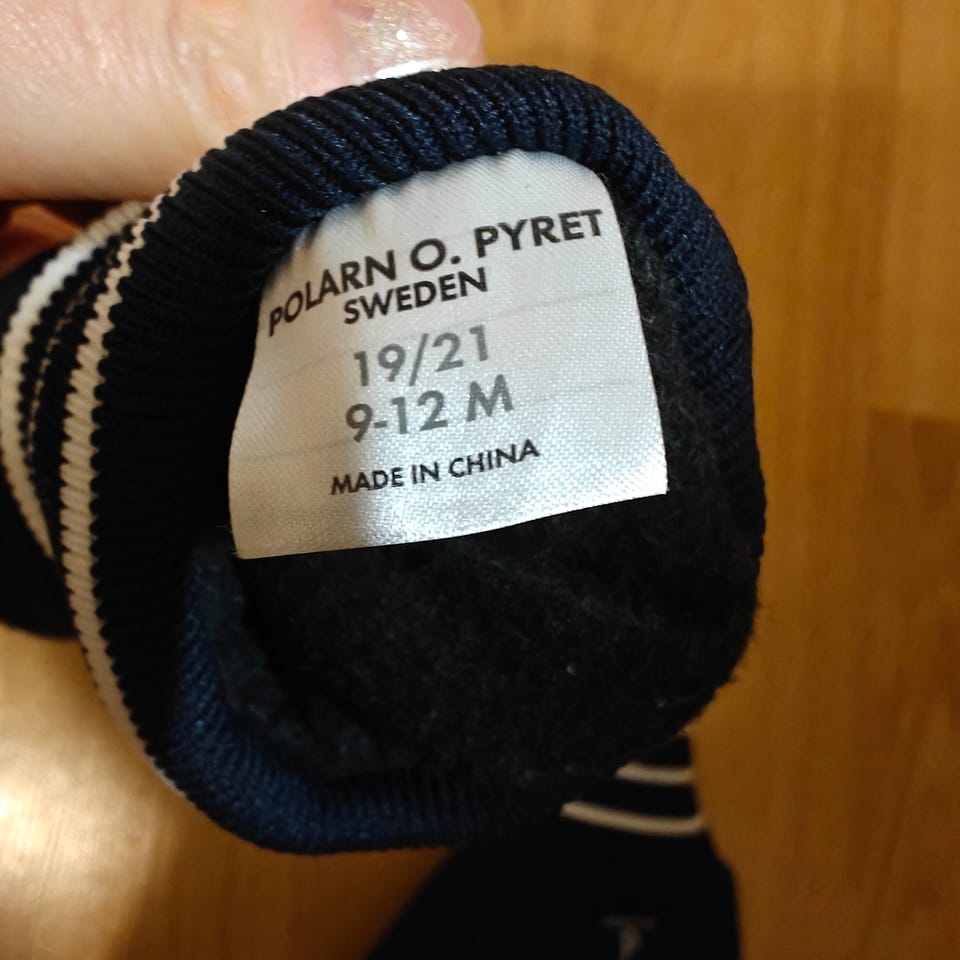 POLARN O. PYRET
SWEDEN
19/21
9-12 M
MADE IN CHINA